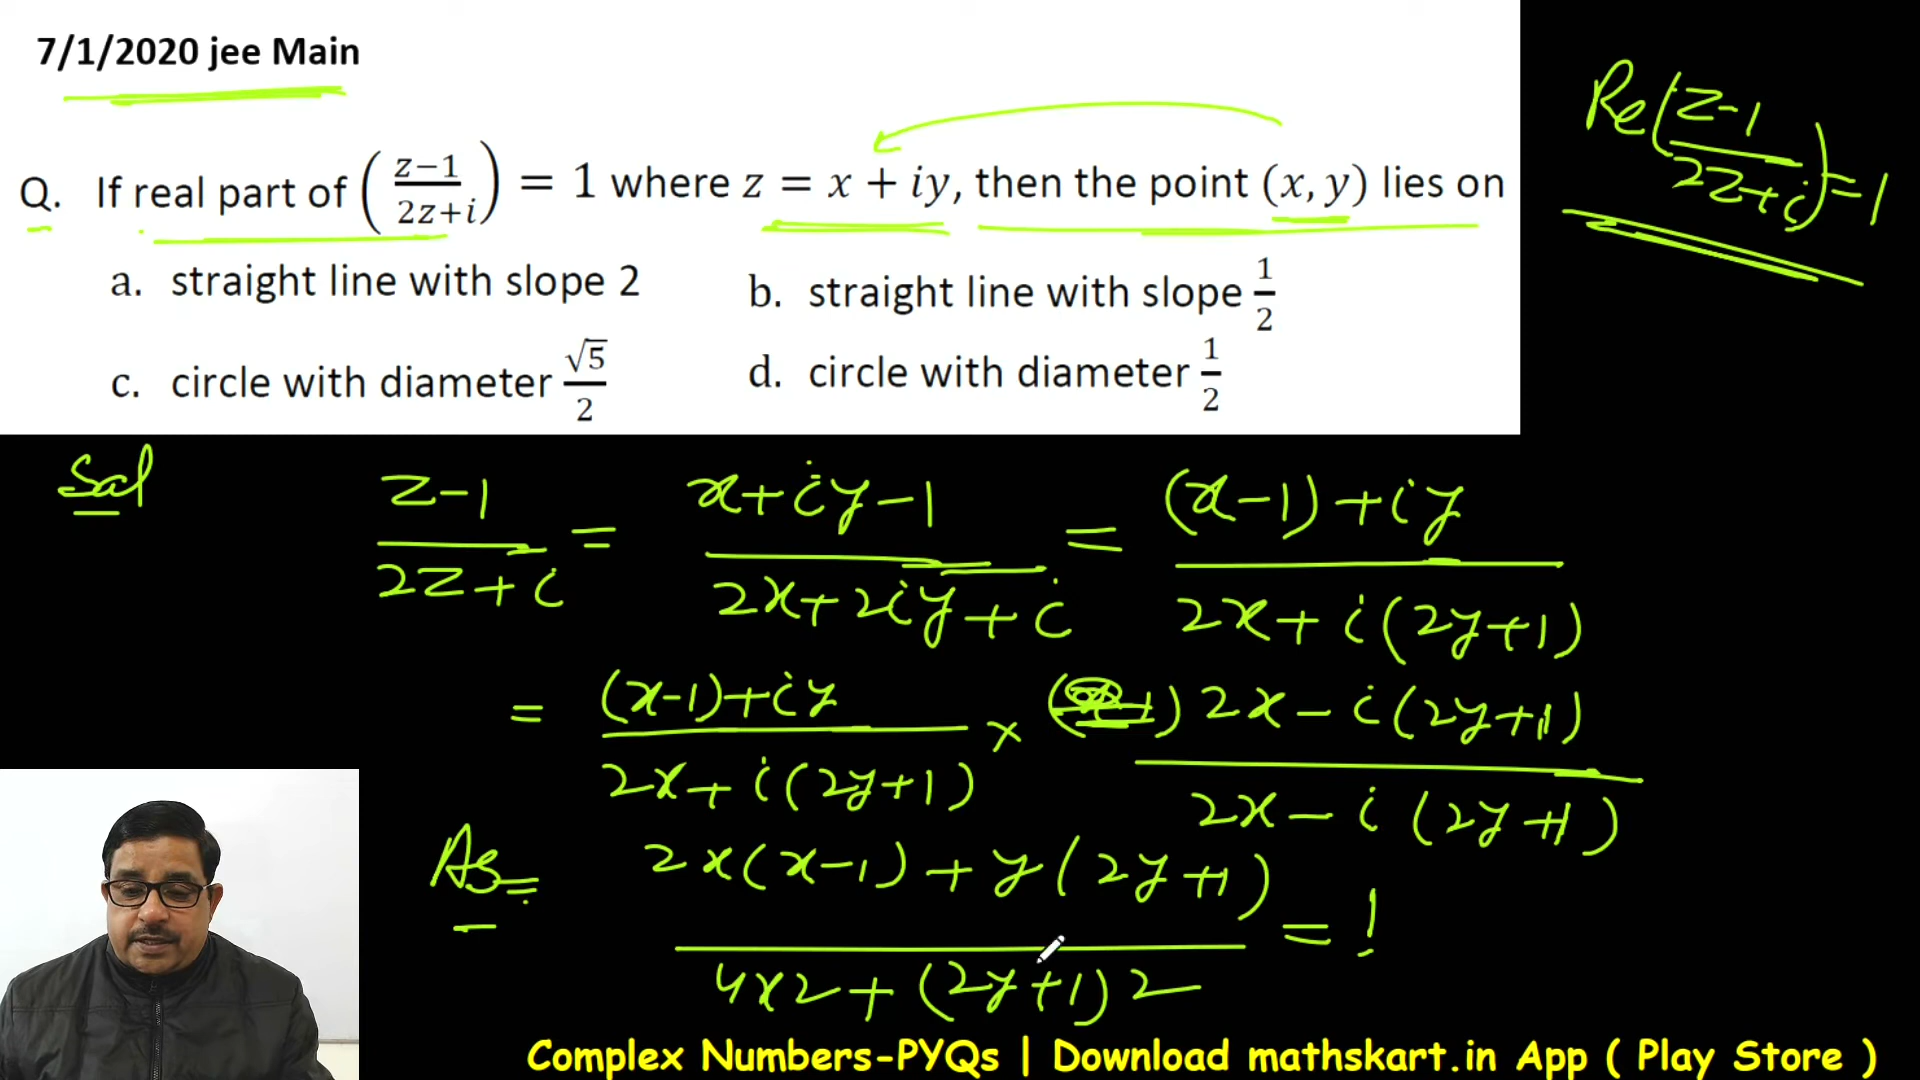 7/1/2020 jee Main
Q. If real part of (z−1/2z+i) = 1 where z = x + iy, then the point (x, y) lies on
a. straight line with slope 2
b. straight line with slope 1/2
c. circle with diameter √5/2
d. circle with diameter 1/2
Re(z-1/2z+i)=1
Sol
z-1/2z+i = x+iy-1/2x+2iy+i = (x-1)+iy/2x+i(2y+1)
= (x-1)+iy/2x+i(2y+1) × 2x-i(2y+1)/2x-i(2y+1)
2x(x-1)+y(2y+1)/4x2+(2y+1)2 = 1
Complex Numbers-PYQs | Download mathskart.in App ( Play Store )